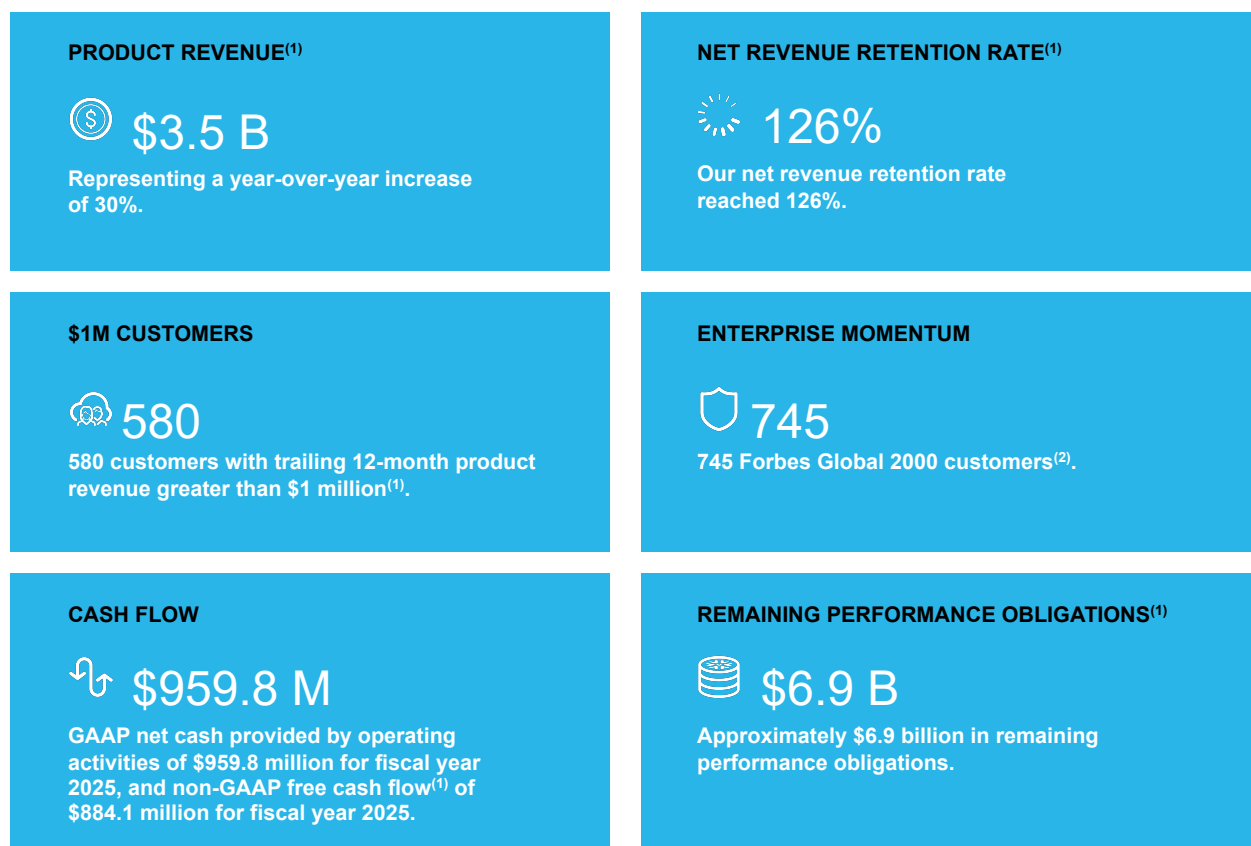 PRODUCT REVENUE(1)
$3.5 B
Representing a year-over-year increase
of 30%.
NET REVENUE RETENTION RATE(1)
126%
Our net revenue retention rate
reached 126%.
$1M CUSTOMERS
580
580 customers with trailing 12-month product
revenue greater than $1 million(1).
ENTERPRISE MOMENTUM
745
745 Forbes Global 2000 customers(2).
CASH FLOW
$959.8 M
GAAP net cash provided by operating
activities of $959.8 million for fiscal year
2025, and non-GAAP free cash flow(1) of
$884.1 million for fiscal year 2025.
REMAINING PERFORMANCE OBLIGATIONS(1)
$6.9 B
Approximately $6.9 billion in remaining
performance obligations.